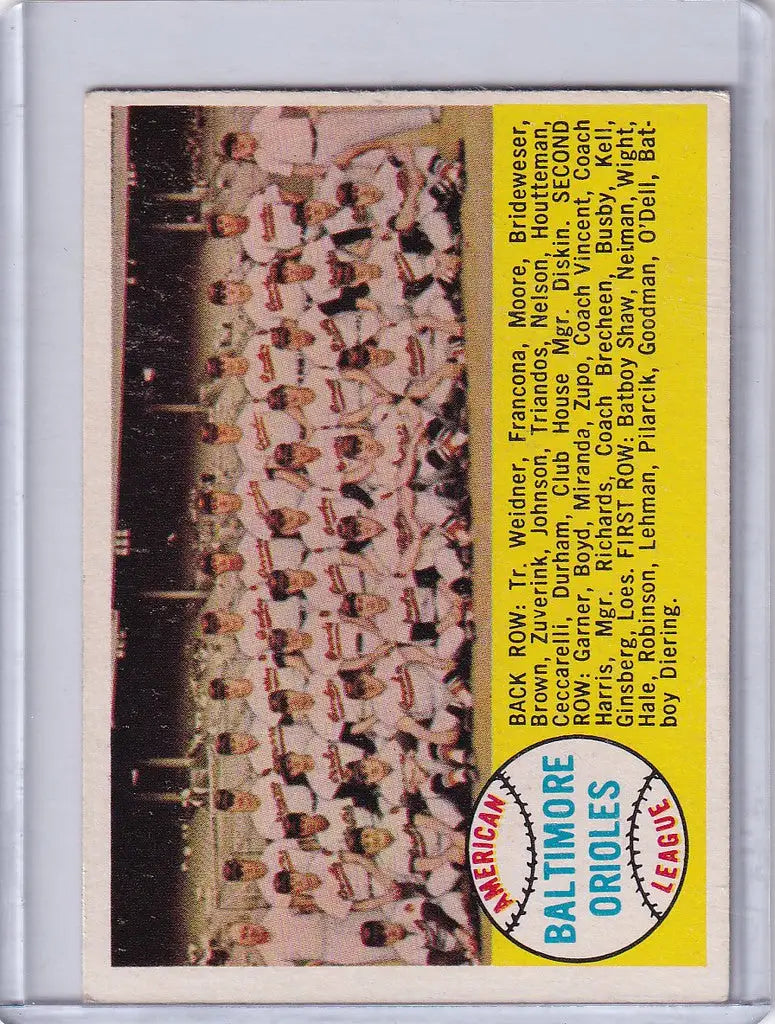 BACK ROW: Tr. Weidner, Francona, Moore, Brideweser,
Brown, Zuverink, Johnson, Triandos, Nelson, Houtteman,
Ceccarelli, Durham, Club House Mgr. Diskin. SECOND
ROW: Garner, Boyd, Miranda, Zupo, Coach Vincent, Coach
Harris, Mgr. Richards, Coach Brecheen, Busby, Kell,
Ginsberg, Loes. FIRST ROW: Batboy Shaw, Neiman, Wight,
Hale, Robinson, Lehman, Pilarcik, Goodman, O'Dell, Bat-
boy Diering.
AMERICAN
BALTIMORE
ORIOLES
LEAGUE